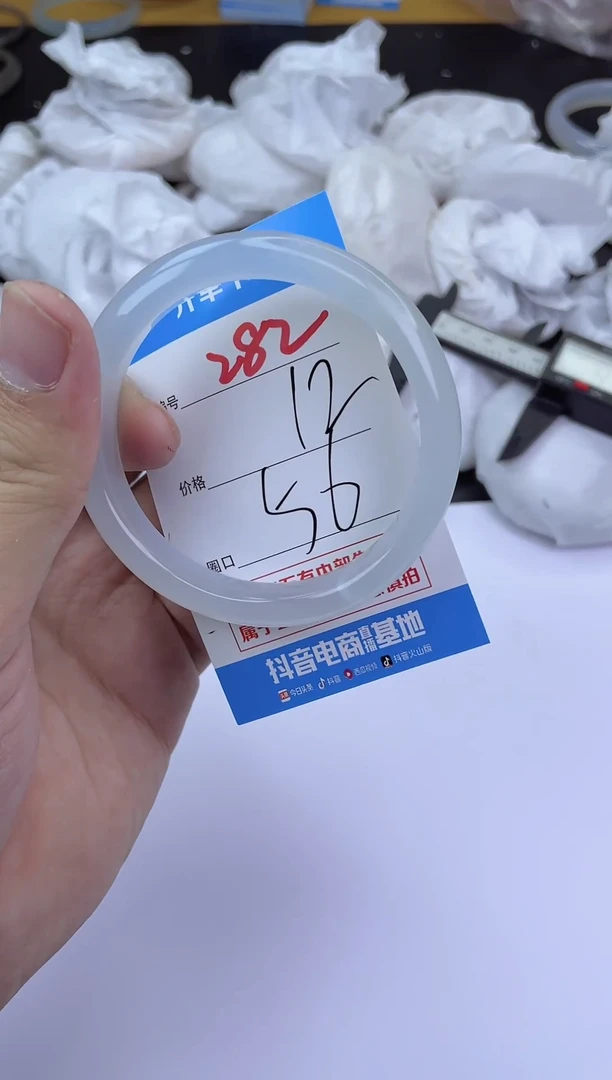 282
号
12
价格
56
圈口
抖音电商直播基地
今日头条 抖音 西瓜视频 抖音火山版